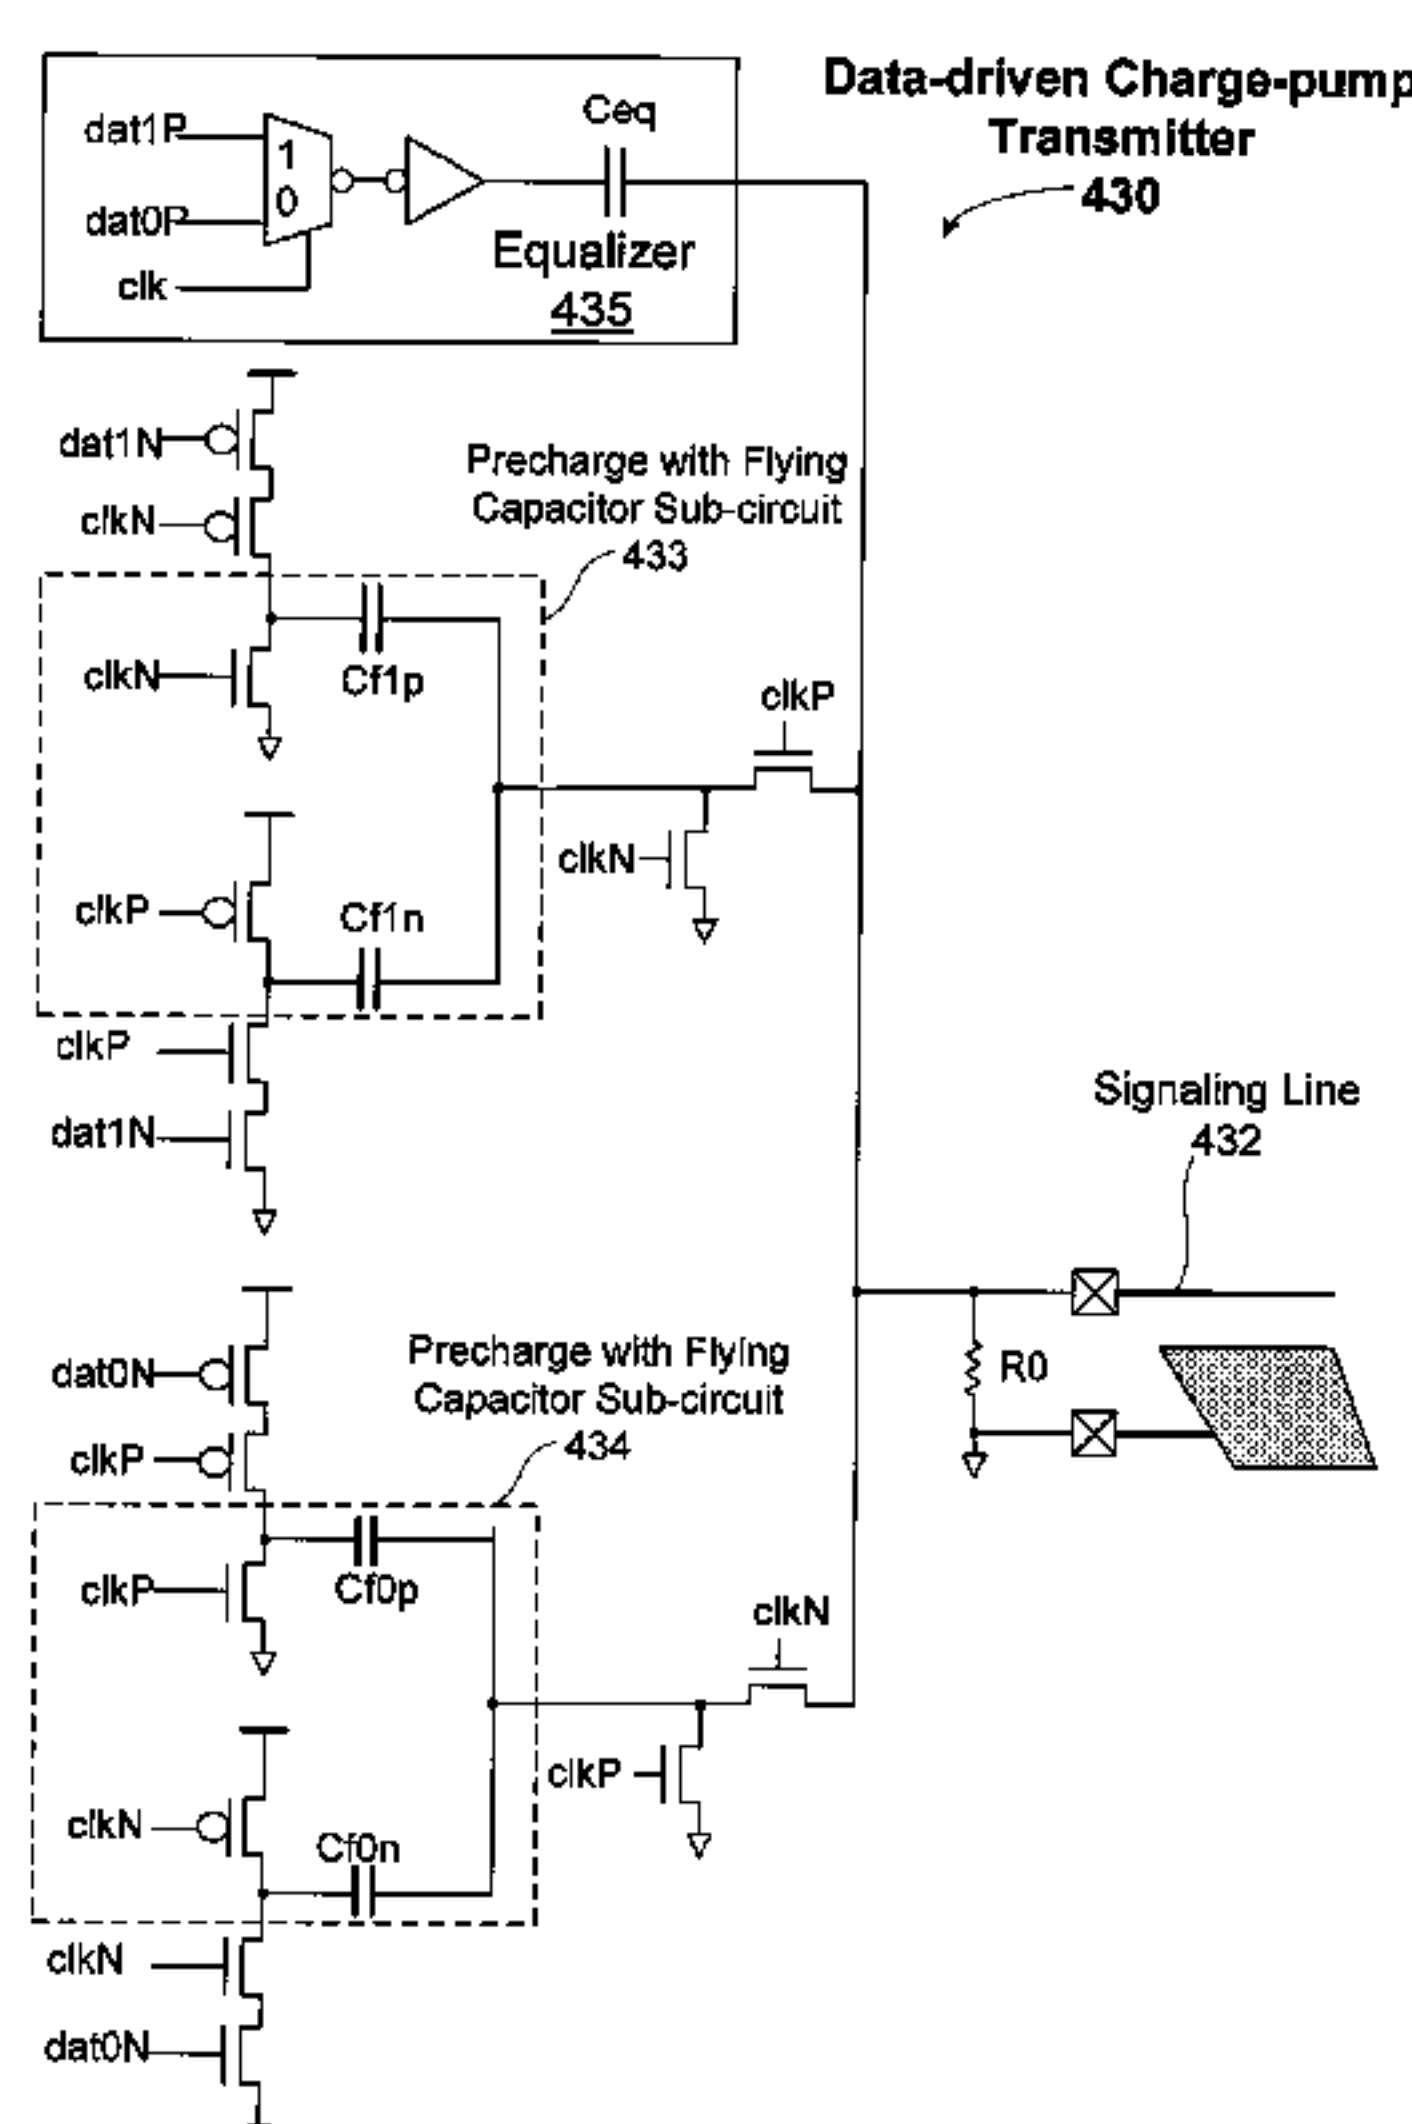 Data-driven Charge-pump
Transmitter
430
dat1P
1
0
dat0P
clk
Ceq
Equalizer
435
dat1N
clkN
Precharge with Flying
Capacitor Sub-circuit
433
clkN
Cf1p
clkP
clkN
clkP
Cf1n
clkP
dat1N
Signaling Line
432
R0
dat0N
clkP
Precharge with Flying
Capacitor Sub-circuit
434
clkP
Cf0p
clkN
clkP
clkN
Cf0n
clkN
dat0N